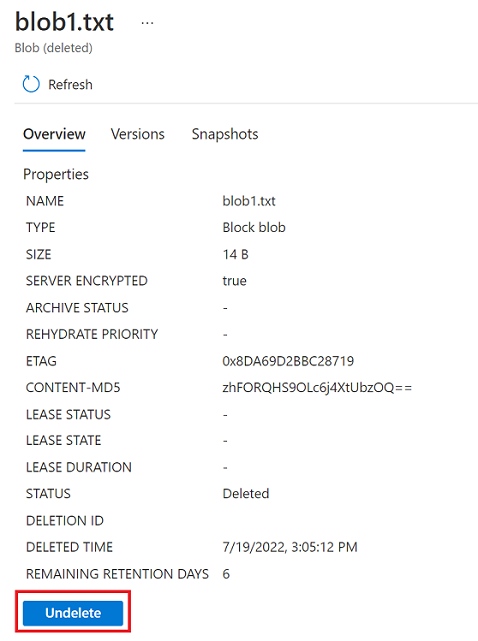 blob1.txt ...
Blob (deleted)
Refresh
Overview Versions Snapshots
Properties
NAME blob1.txt
TYPE Block blob
SIZE 14 B
SERVER ENCRYPTED true
ARCHIVE STATUS -
REHYDRATE PRIORITY -
ETAG 0x8DA69D2BBC28719
CONTENT-MD5 zhFORQHS9OLc6j4XtUbzOQ==
LEASE STATUS -
LEASE STATE -
LEASE DURATION -
STATUS Deleted
DELETION ID
DELETED TIME 7/19/2022, 3:05:12 PM
REMAINING RETENTION DAYS 6
Undelete